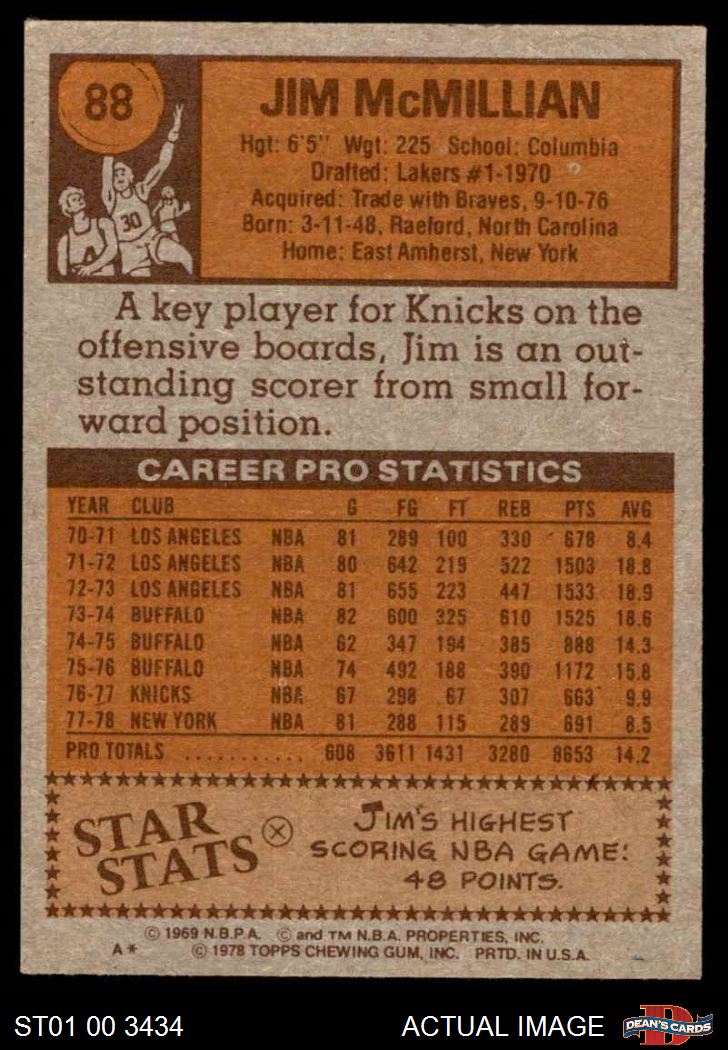 88
JIM McMILLIAN
Hgt: 6'5" Wgt: 225 School: Columbia
Drafted: Lakers #1-1970
Acquired: Trade with Braves, 9-10-76
Born: 3-11-48, Raeford, North Carolina
Home: East Amherst, New York
30
A key player for Knicks on the
offensive boards, Jim is an out-
standing scorer from small for-
ward position.
CAREER PRO STATISTICS
YEAR CLUB G FG FT REB PTS AVG
70-71 LOS ANGELES NBA 81 289 100 330 678 8.4
71-72 LOS ANGELES NBA 80 642 219 522 1503 18.8
72-73 LOS ANGELES NBA 81 655 223 447 1533 18.9
73-74 BUFFALO NBA 82 600 325 610 1525 18.6
74-75 BUFFALO NBA 62 347 194 385 888 14.3
75-76 BUFFALO NBA 74 492 188 390 1172 15.8
76-77 KNICKS NBA 67 298 67 307 663 9.9
77-78 NEW YORK NBA 81 288 115 289 691 8.5
PRO TOTALS ........... 608 3611 1431 3280 8653 14.2
STAR STATS
JIM'S HIGHEST
SCORING NBA GAME:
48 POINTS.
© 1969 N.B.P.A. © and TM N.B.A. PROPERTIES, INC.
A* © 1978 TOPPS CHEWING GUM, INC. PRTD. IN U.S.A.
ST01 00 3434 ACTUAL IMAGE DEAN'S CARDS